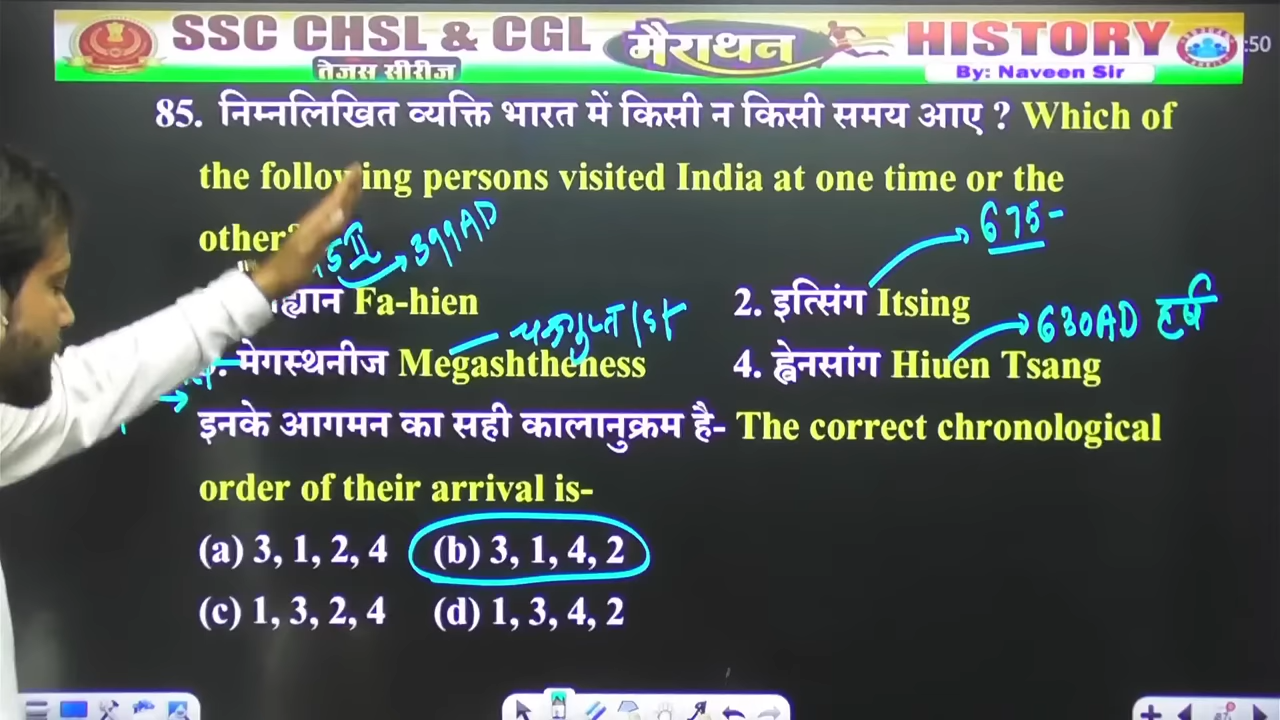 SSC CHSL & CGL मैराथन HISTORY :50
तेजस सीरीज By: Naveen Sir
85. निम्नलिखित व्यक्ति भारत में किसी न किसी समय आए ? Which of
the following persons visited India at one time or the
other?
II 399AD 675-
Fa-hien 2. इत्सिंग Itsing
1st 630AD हर्ष
मेगस्थनीज Megashtheness 4. ह्वेनसांग Hiuen Tsang
इनके आगमन का सही कालानुक्रम है- The correct chronological
order of their arrival is-
(a) 3, 1, 2, 4 (b) 3, 1, 4, 2
(c) 1, 3, 2, 4 (d) 1, 3, 4, 2